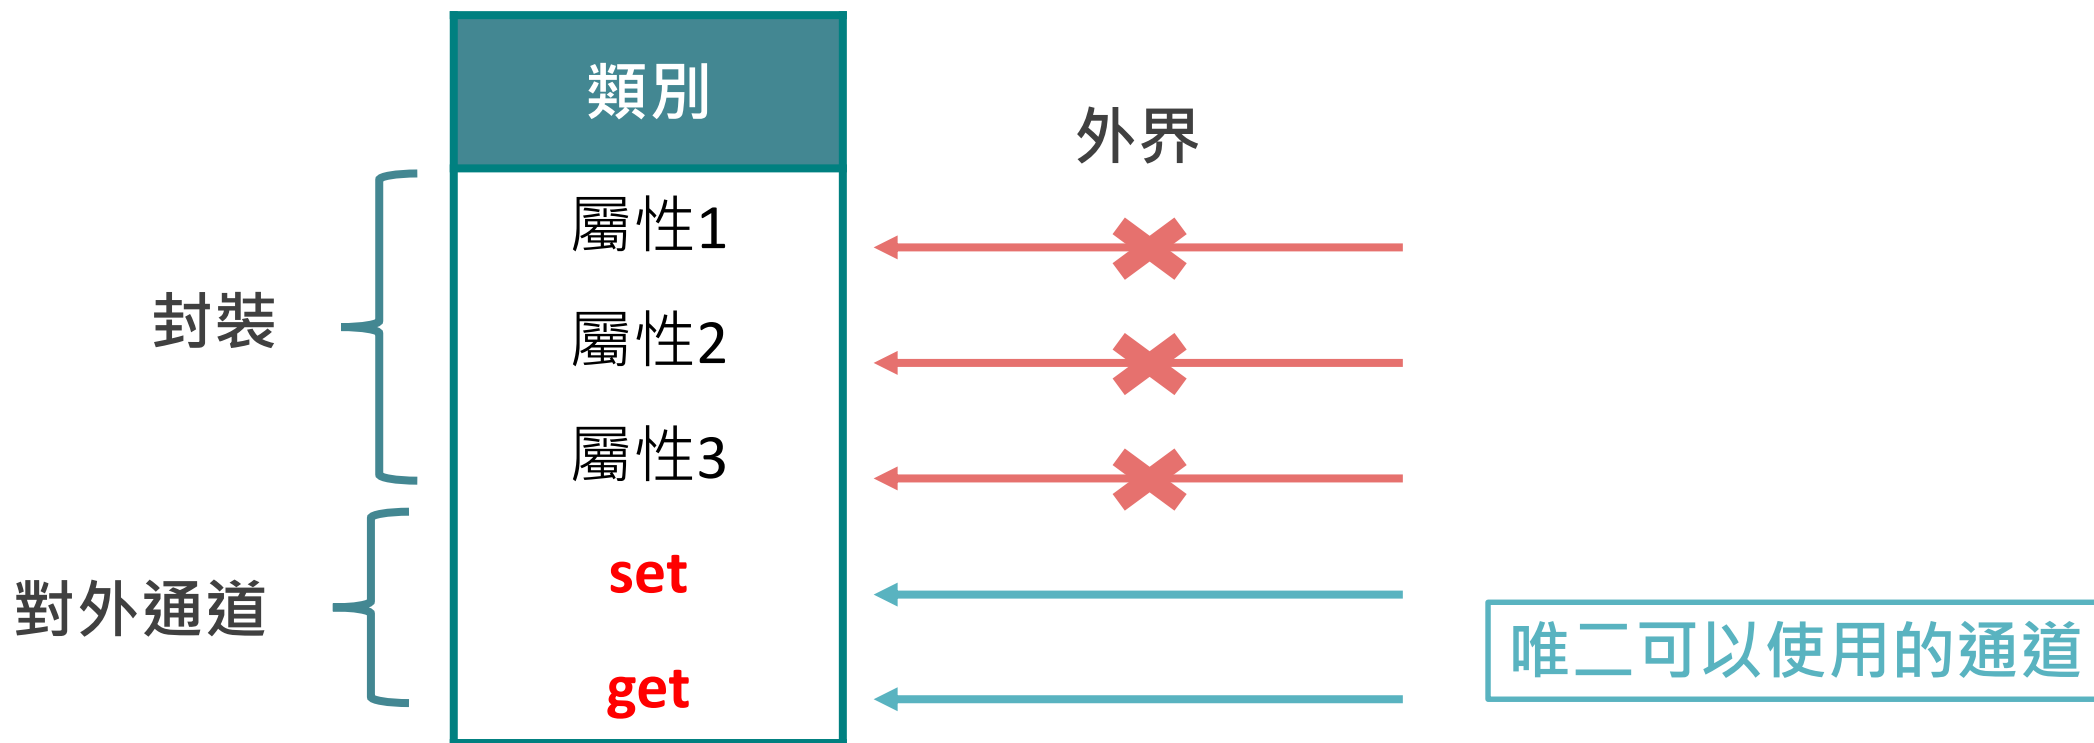 類別
外界
屬性1
屬性2
封裝
屬性3
set
對外通道
唯二可以使用的通道
get